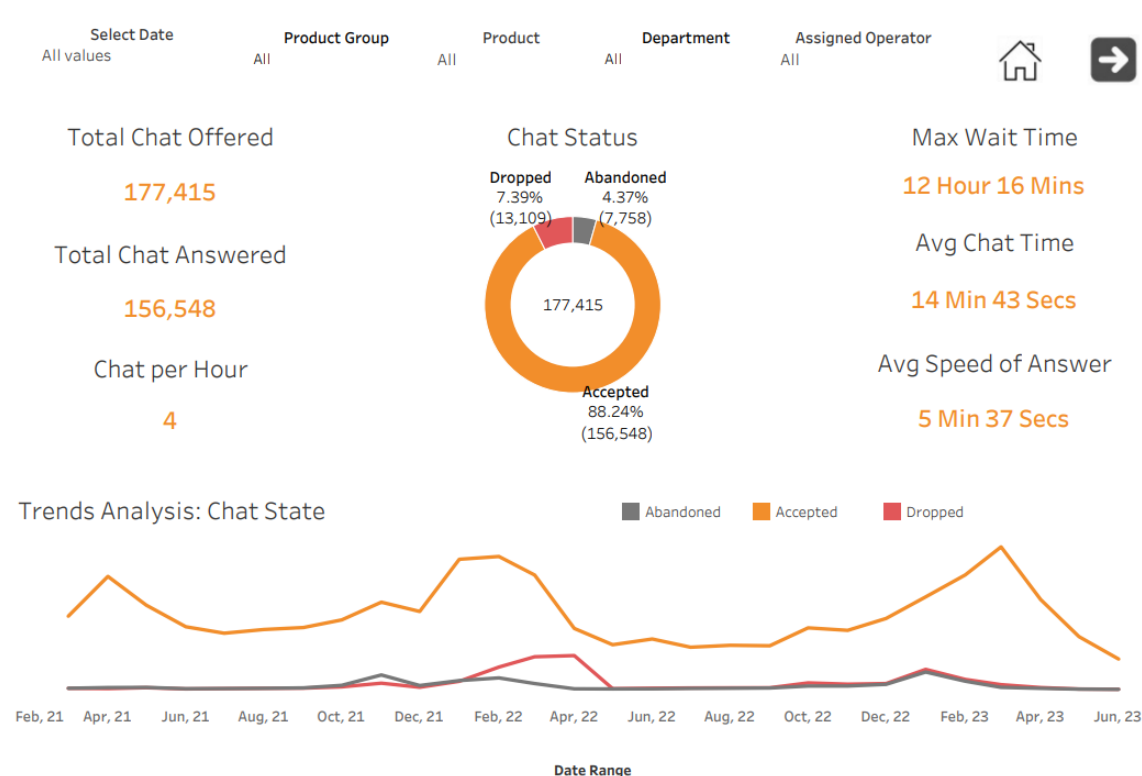 Select Date
All values
Product Group
All
Product
All
Department
All
Assigned Operator
All
Total Chat Offered
177,415
Total Chat Answered
156,548
Chat per Hour
4
Chat Status
Dropped
7.39%
(13,109)
Abandoned
4.37%
(7,758)
177,415
Accepted
88.24%
(156,548)
Max Wait Time
12 Hour 16 Mins
Avg Chat Time
14 Min 43 Secs
Avg Speed of Answer
5 Min 37 Secs
Trends Analysis: Chat State
Abandoned
Accepted
Dropped
Feb, 21 Apr, 21 Jun, 21 Aug, 21 Oct, 21 Dec, 21 Feb, 22 Apr, 22 Jun, 22 Aug, 22 Oct, 22 Dec, 22 Feb, 23 Apr, 23 Jun, 23
Date Range